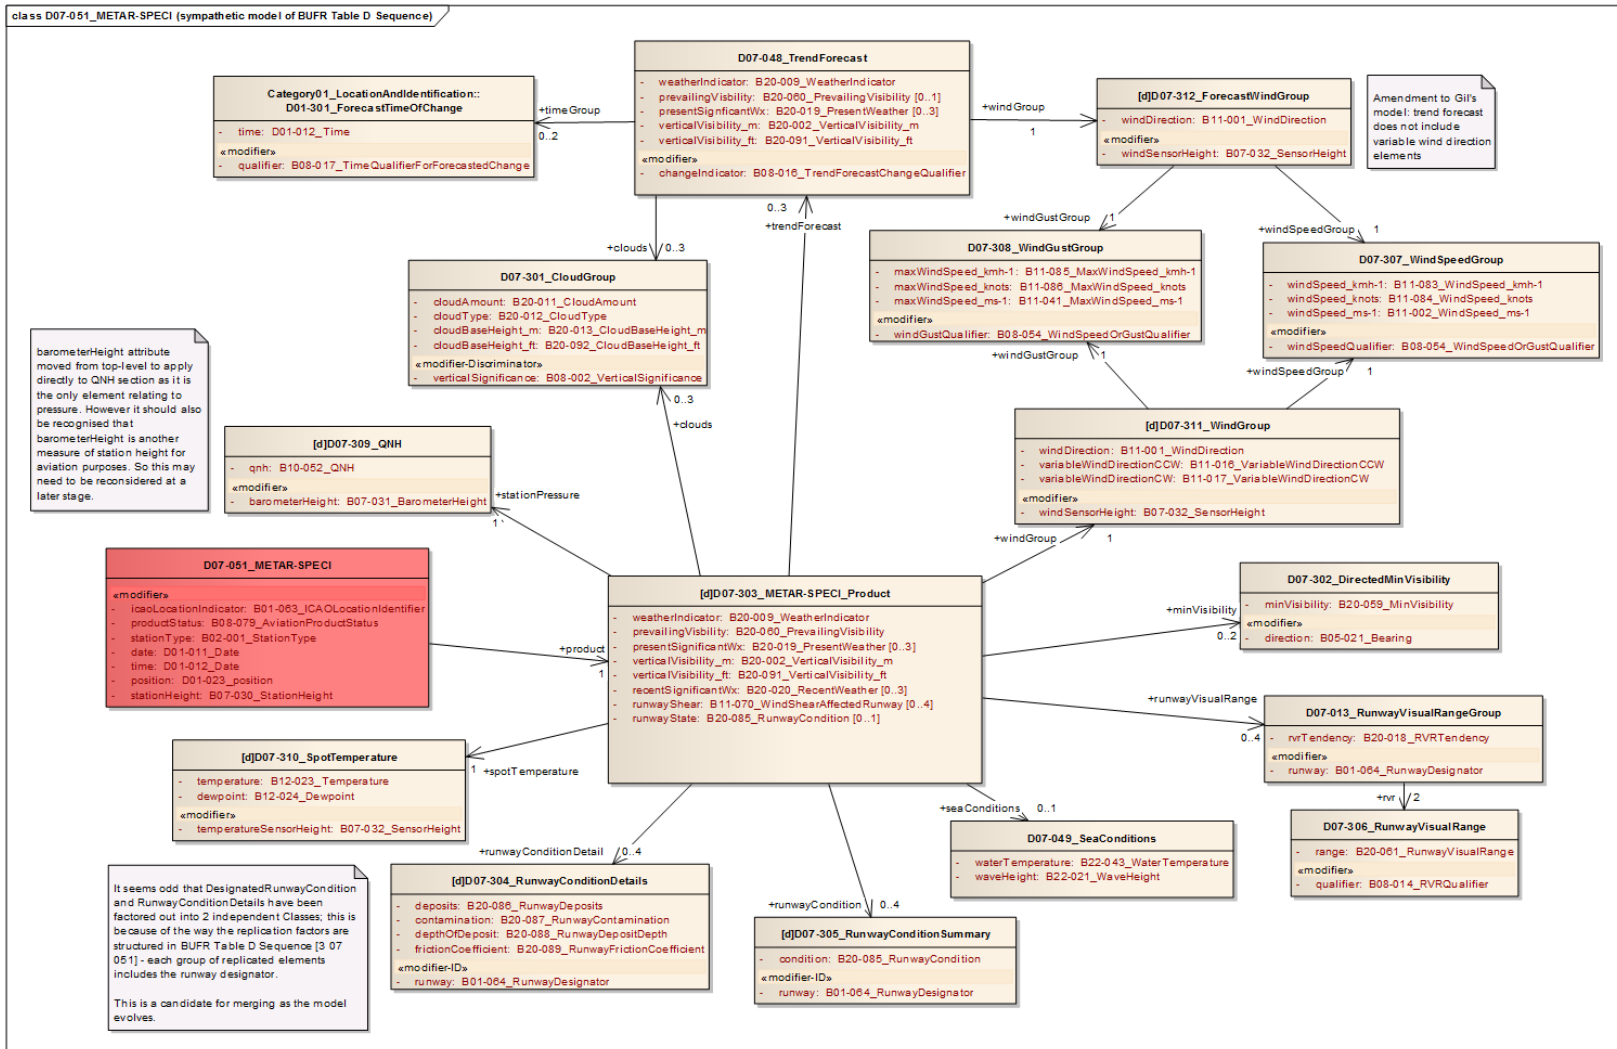 class D07-051_METAR-SPECI (sympathetic model of BUFR Table D Sequence)
D07-048_TrendForecast
- weatherIndicator: B20-009_WeatherIndicator
- prevailingVisbility: B20-060_PrevailingVisibility [0..1]
- presentSignficantWx: B20-019_PresentWeather [0..3]
- verticalVisibility_m: B20-002_VerticalVisibility_m
- verticalVisibility_ft: B20-091_VerticalVisibility_ft
«modifier»
- changeIndicator: B08-016_TrendForecastChangeQualifier
Category01_LocationAndIdentification::
D01-301_ForecastTimeOfChange
- time: D01-012_Time
«modifier»
- qualifier: B08-017_TimeQualifierForForecastedChange
+timeGroup
0..2
+windGroup
1
[d]D07-312_ForecastWindGroup
- windDirection: B11-001_WindDirection
«modifier»
- windSensorHeight: B07-032_SensorHeight
Amendment to Gil's
model: trend forecast
does not include
variable wind direction
elements
0..3
+trendForecast
+windGustGroup
1
+windSpeedGroup
1
+clouds
0..3
D07-301_CloudGroup
- cloudAmount: B20-011_CloudAmount
- cloudType: B20-012_CloudType
- cloudBaseHeight_m: B20-013_CloudBaseHeight_m
- cloudBaseHeight_ft: B20-092_CloudBaseHeight_ft
«modifier-Discriminator»
- verticalSignificance: B08-002_VerticalSignificance
D07-308_WindGustGroup
- maxWindSpeed_kmh-1: B11-085_MaxWindSpeed_kmh-1
- maxWindSpeed_knots: B11-086_MaxWindSpeed_knots
- maxWindSpeed_ms-1: B11-041_MaxWindSpeed_ms-1
«modifier»
- windGustQualifier: B08-054_WindSpeedOrGustQualifier
D07-307_WindSpeedGroup
- windSpeed_kmh-1: B11-083_WindSpeed_kmh-1
- windSpeed_knots: B11-084_WindSpeed_knots
- windSpeed_ms-1: B11-002_WindSpeed_ms-1
«modifier»
- windSpeedQualifier: B08-054_WindSpeedOrGustQualifier
barometerHeight attribute
moved from top-level to apply
directly to QNH section as it is
the only element relating to
pressure. However it should also
be recognised that
barometerHeight is another
measure of station height for
aviation purposes. So this may
need to be reconsidered at a
later stage.
+windGustGroup
1
+windSpeedGroup
1
0..3
+clouds
[d]D07-309_QNH
- qnh: B10-052_QNH
«modifier»
- barometerHeight: B07-031_BarometerHeight
+stationPressure
1
[d]D07-311_WindGroup
- windDirection: B11-001_WindDirection
- variableWindDirectionCCW: B11-016_VariableWindDirectionCCW
- variableWindDirectionCW: B11-017_VariableWindDirectionCW
«modifier»
- windSensorHeight: B07-032_SensorHeight
+windGroup
1
D07-051_METAR-SPECI
«modifier»
- icaoLocationIndicator: B01-063_ICAOLocationIdentifier
- productStatus: B08-079_AviationProductStatus
- stationType: B02-001_StationType
- date: D01-011_Date
- time: D01-012_Date
- position: D01-023_position
- stationHeight: B07-030_StationHeight
+product
1
[d]D07-303_METAR-SPECI_Product
- weatherIndicator: B20-009_WeatherIndicator
- prevailingVisbility: B20-060_PrevailingVisibility
- presentSignificantWx: B20-019_PresentWeather [0..3]
- verticalVisibility_m: B20-002_VerticalVisibility_m
- verticalVisibility_ft: B20-091_VerticalVisibility_ft
- recentSignificantWx: B20-020_RecentWeather [0..3]
- runwayShear: B11-070_WindShearAffectedRunway [0..4]
- runwayState: B20-085_RunwayCondition [0..1]
+minVisibility
0..2
D07-302_DirectedMinVisibility
- minVisibility: B20-059_MinVisibility
«modifier»
- direction: B05-021_Bearing
+runwayVisualRange
0..4
D07-013_RunwayVisualRangeGroup
- rvrTendency: B20-018_RVRTendency
«modifier»
- runway: B01-064_RunwayDesignator
+rvr
2
D07-306_RunwayVisualRange
- range: B20-061_RunwayVisualRange
«modifier»
- qualifier: B08-014_RVRQualifier
[d]D07-310_SpotTemperature
- temperature: B12-023_Temperature
- dewpoint: B12-024_Dewpoint
«modifier»
- temperatureSensorHeight: B07-032_SensorHeight
1
+spotTemperature
+seaConditions
0..1
D07-049_SeaConditions
- waterTemperature: B22-043_WaterTemperature
- waveHeight: B22-021_WaveHeight
+runwayConditionDetail
0..4
[d]D07-304_RunwayConditionDetails
- deposits: B20-086_RunwayDeposits
- contamination: B20-087_RunwayContamination
- depthOfDeposit: B20-088_RunwayDepositDepth
- frictionCoefficient: B20-089_RunwayFrictionCoefficient
«modifier-ID»
- runway: B01-064_RunwayDesignator
+runwayCondition
0..4
[d]D07-305_RunwayConditionSummary
- condition: B20-085_RunwayCondition
«modifier-ID»
- runway: B01-064_RunwayDesignator
It seems odd that DesignatedRunwayCondition
and RunwayConditionDetails have been
factored out into 2 independent Classes; this is
because of the way the replication factors are
structured in BUFR Table D Sequence [3 07
051] - each group of replicated elements
includes the runway designator.
This is a candidate for merging as the model
evolves.